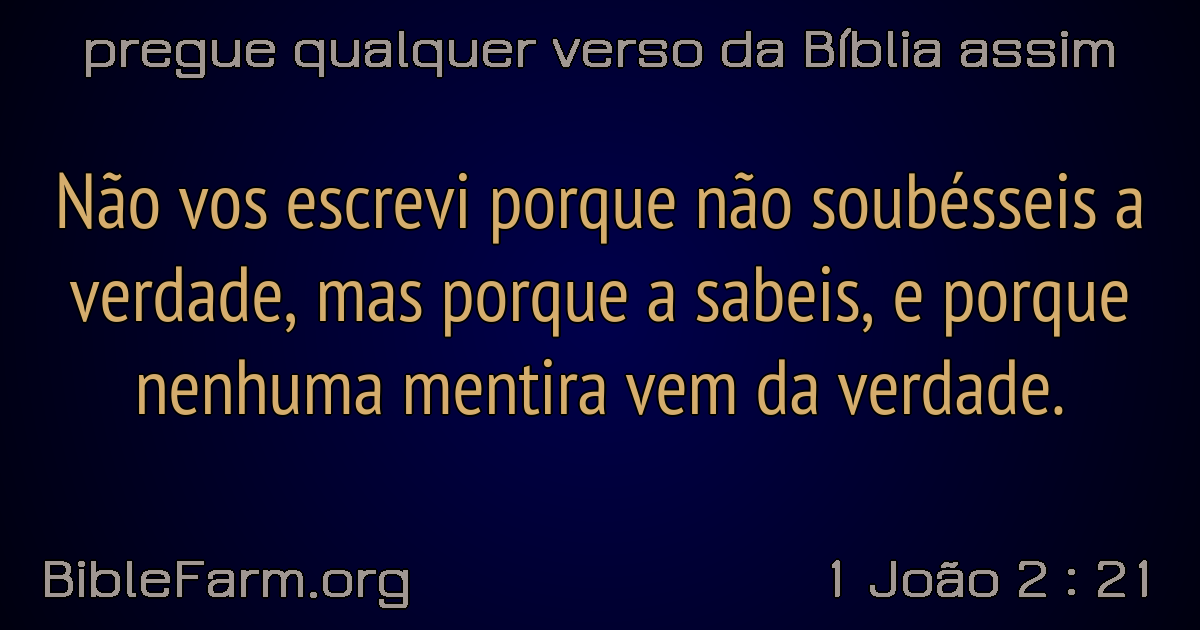 pregue qualquer verso da Bíblia assim
Não vos escrevi porque não soubésseis a
verdade, mas porque a sabeis, e porque
nenhuma mentira vem da verdade.
BibleFarm.org
1 João 2 : 21